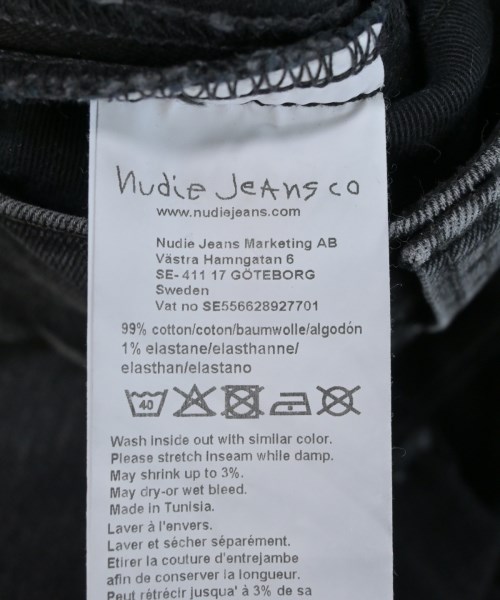 nudie Jeans co
www.nudiejeans.com
Nudie Jeans Marketing AB
Västra Hamngatan 6
SE- 411 17 GÖTEBORG
Sweden
Vat no SE556628927701
99% cotton/coton/baumwolle/algodón
1% elastane/elasthanne/
elasthan/elastano
40
Wash inside out with similar color.
Please stretch Inseam while damp.
May shrink up to 3%.
May dry-or wet bleed.
Made in Tunisia.
Laver à l'envers.
Laver et sécher séparément.
Etirer la couture d'entrejambe
afin de conserver la longueur.
Peut rétrécir jusqu'à 3% de sa